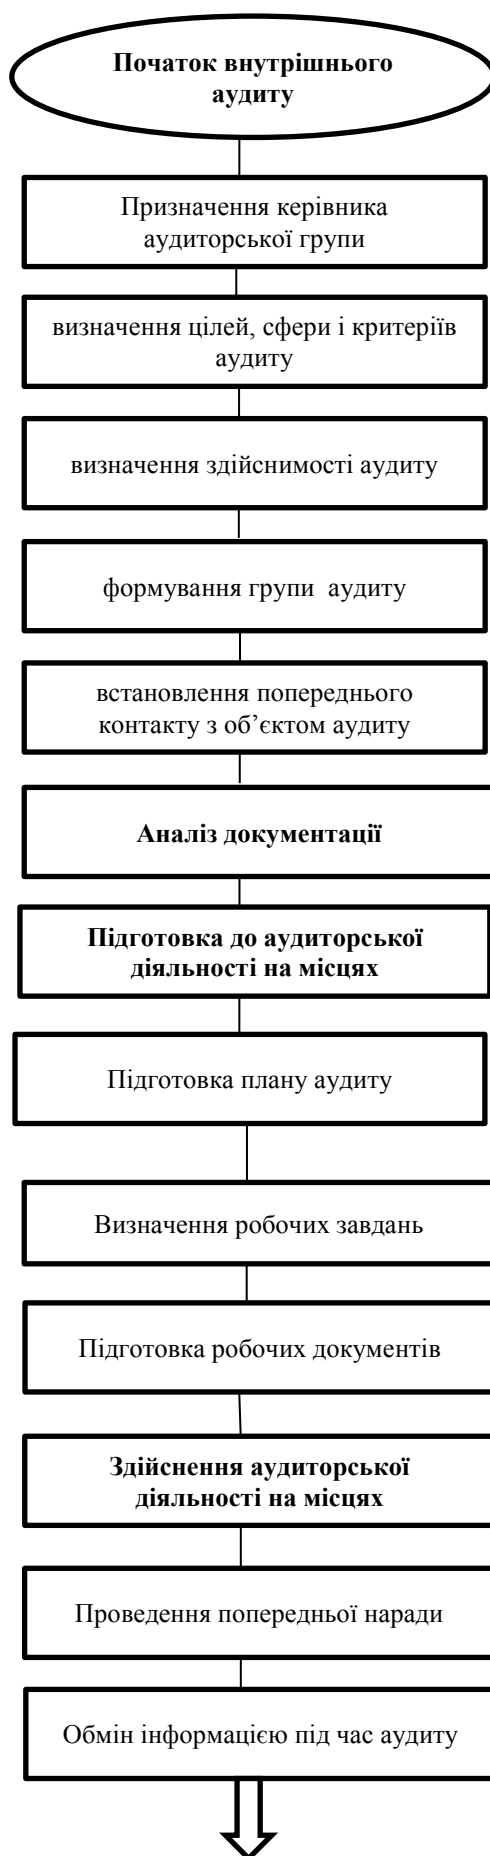 Початок внутрішнього
аудиту
Призначення керівника
аудиторської групи
визначення цілей, сфери і критеріїв
аудиту
визначення здійснимості аудиту
формування групи аудиту
встановлення попереднього
контакту з об’єктом аудиту
Аналіз документації
Підготовка до аудиторської
діяльності на місцях
Підготовка плану аудиту
Визначення робочих завдань
Підготовка робочих документів
Здійснення аудиторської
діяльності на місцях
Проведення попередньої наради
Обмін інформацією під час аудиту